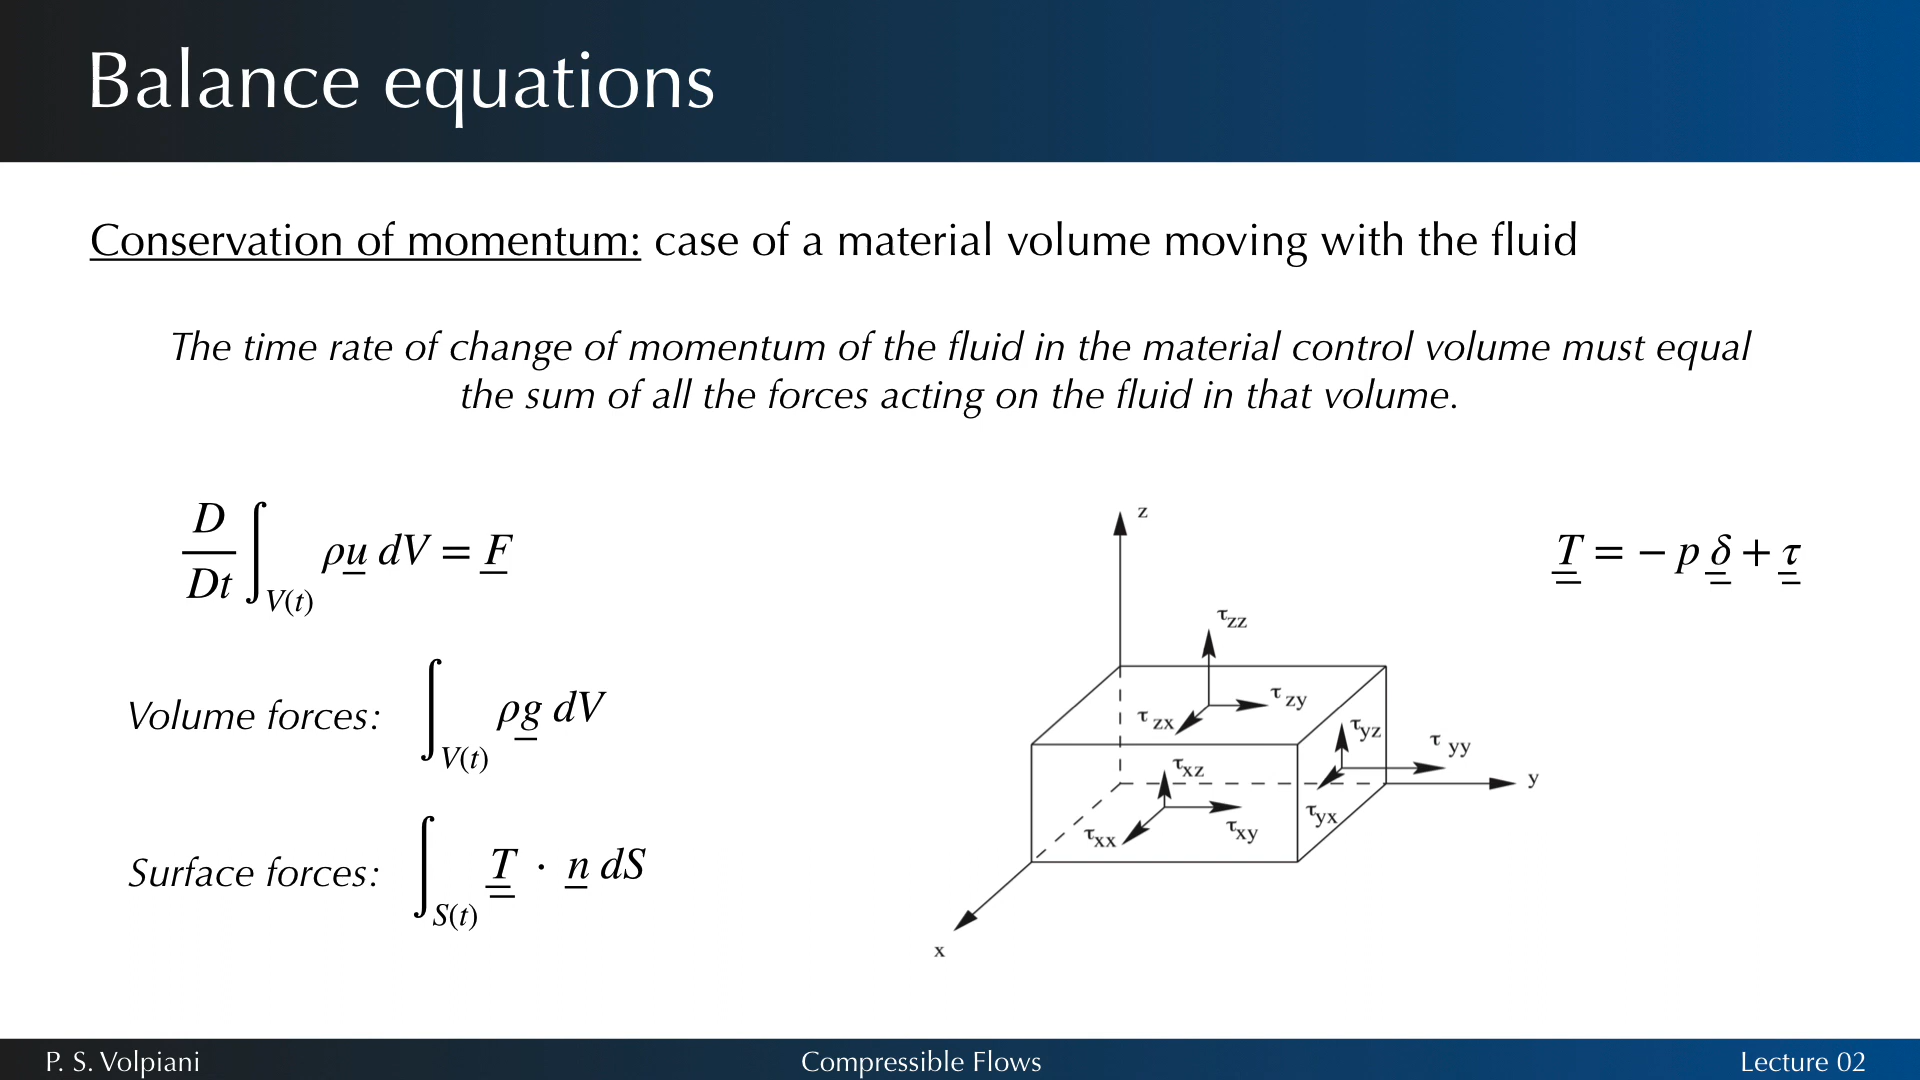 Balance equations
Conservation of momentum: case of a material volume moving with the fluid
The time rate of change of momentum of the fluid in the material control volume must equal
the sum of all the forces acting on the fluid in that volume.
D/Dt ∫_V(t) ρu dV = F
T = − p δ + τ
Volume forces: ∫_V(t) ρg dV
Surface forces: ∫_S(t) T · n dS
z
τzz
τzy
τzx
τyz
τyy
τxz
y
τyx
τxy
τxx
x
P. S. Volpiani
Compressible Flows
Lecture 02